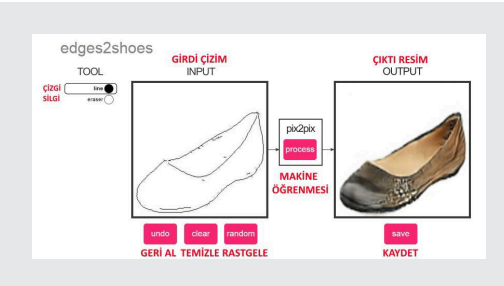 edges2shoes
TOOL
ÇİZGİ line
SİLGİ eraser
GİRDİ ÇİZİM
INPUT
pix2pix
process
MAKİNE
ÖĞRENMESİ
ÇIKTI RESİM
OUTPUT
undo clear random
GERİ AL TEMİZLE RASTGELE
save
KAYDET